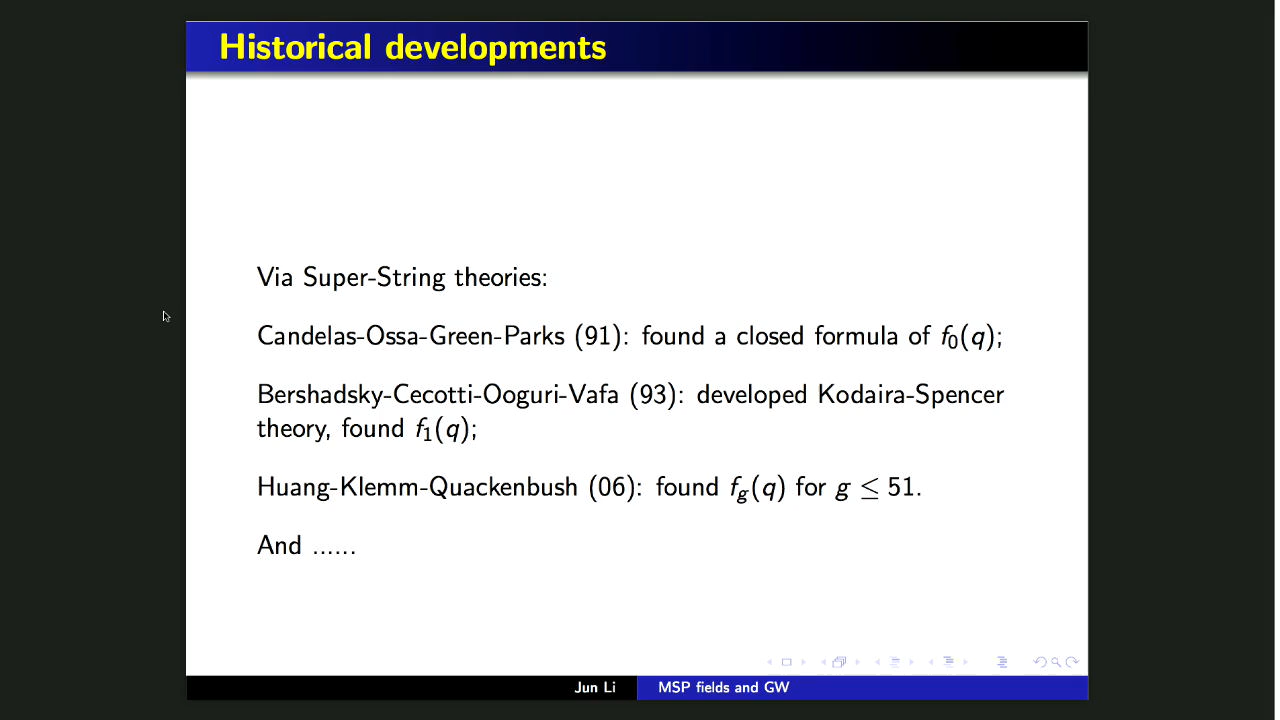 Historical developments
Via Super-String theories:
Candelas-Ossa-Green-Parks (91): found a closed formula of f₀(q);
Bershadsky-Cecotti-Ooguri-Vafa (93): developed Kodaira-Spencer
theory, found f₁(q);
Huang-Klemm-Quackenbush (06): found f_g(q) for g ≤ 51.
And ......
Jun Li
MSP fields and GW